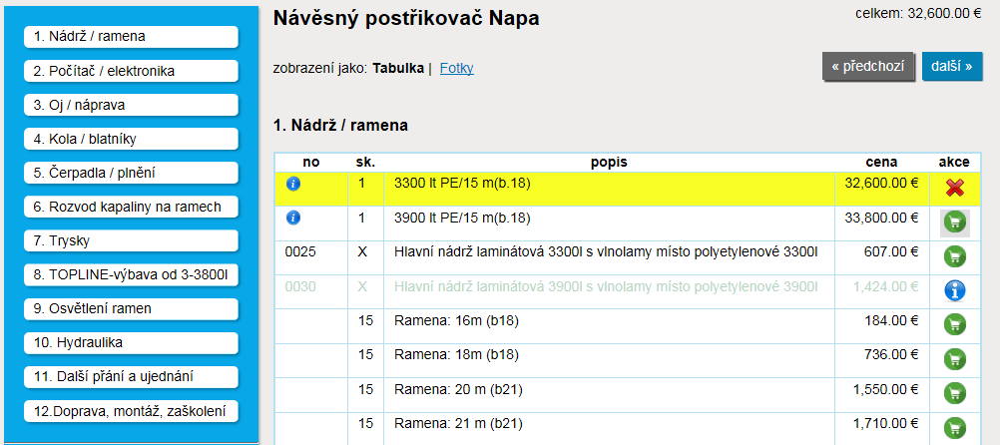 1. Nádrž / ramena
2. Počítač / elektronika
3. Oj / náprava
4. Kola / blatníky
5. Čerpadla / plnění
6. Rozvod kapaliny na ramech
7. Trysky
8. TOPLINE-výbava od 3-3800l
9. Osvětlení ramen
10. Hydraulika
11. Další přání a ujednání
12.Doprava, montáž, zaškolení
Návěsný postřikovač Napa
celkem: 32,600.00 €
zobrazení jako: Tabulka | Fotky
« předchozí další »
1. Nádrž / ramena
no sk. popis cena akce
1 3300 lt PE/15 m(b.18) 32,600.00 €
1 3900 lt PE/15 m(b.18) 33,800.00 €
0025 X Hlavní nádrž laminátová 3300l s vlnolamy místo polyetylenové 3300l 607.00 €
0030 X Hlavní nádrž laminátová 3900l s vlnolamy místo polyetylenové 3900l 1,424.00 €
15 Ramena: 16m (b18) 184.00 €
15 Ramena: 18m (b18) 736.00 €
15 Ramena: 20 m (b21) 1,550.00 €
15 Ramena: 21 m (b21) 1,710.00 €